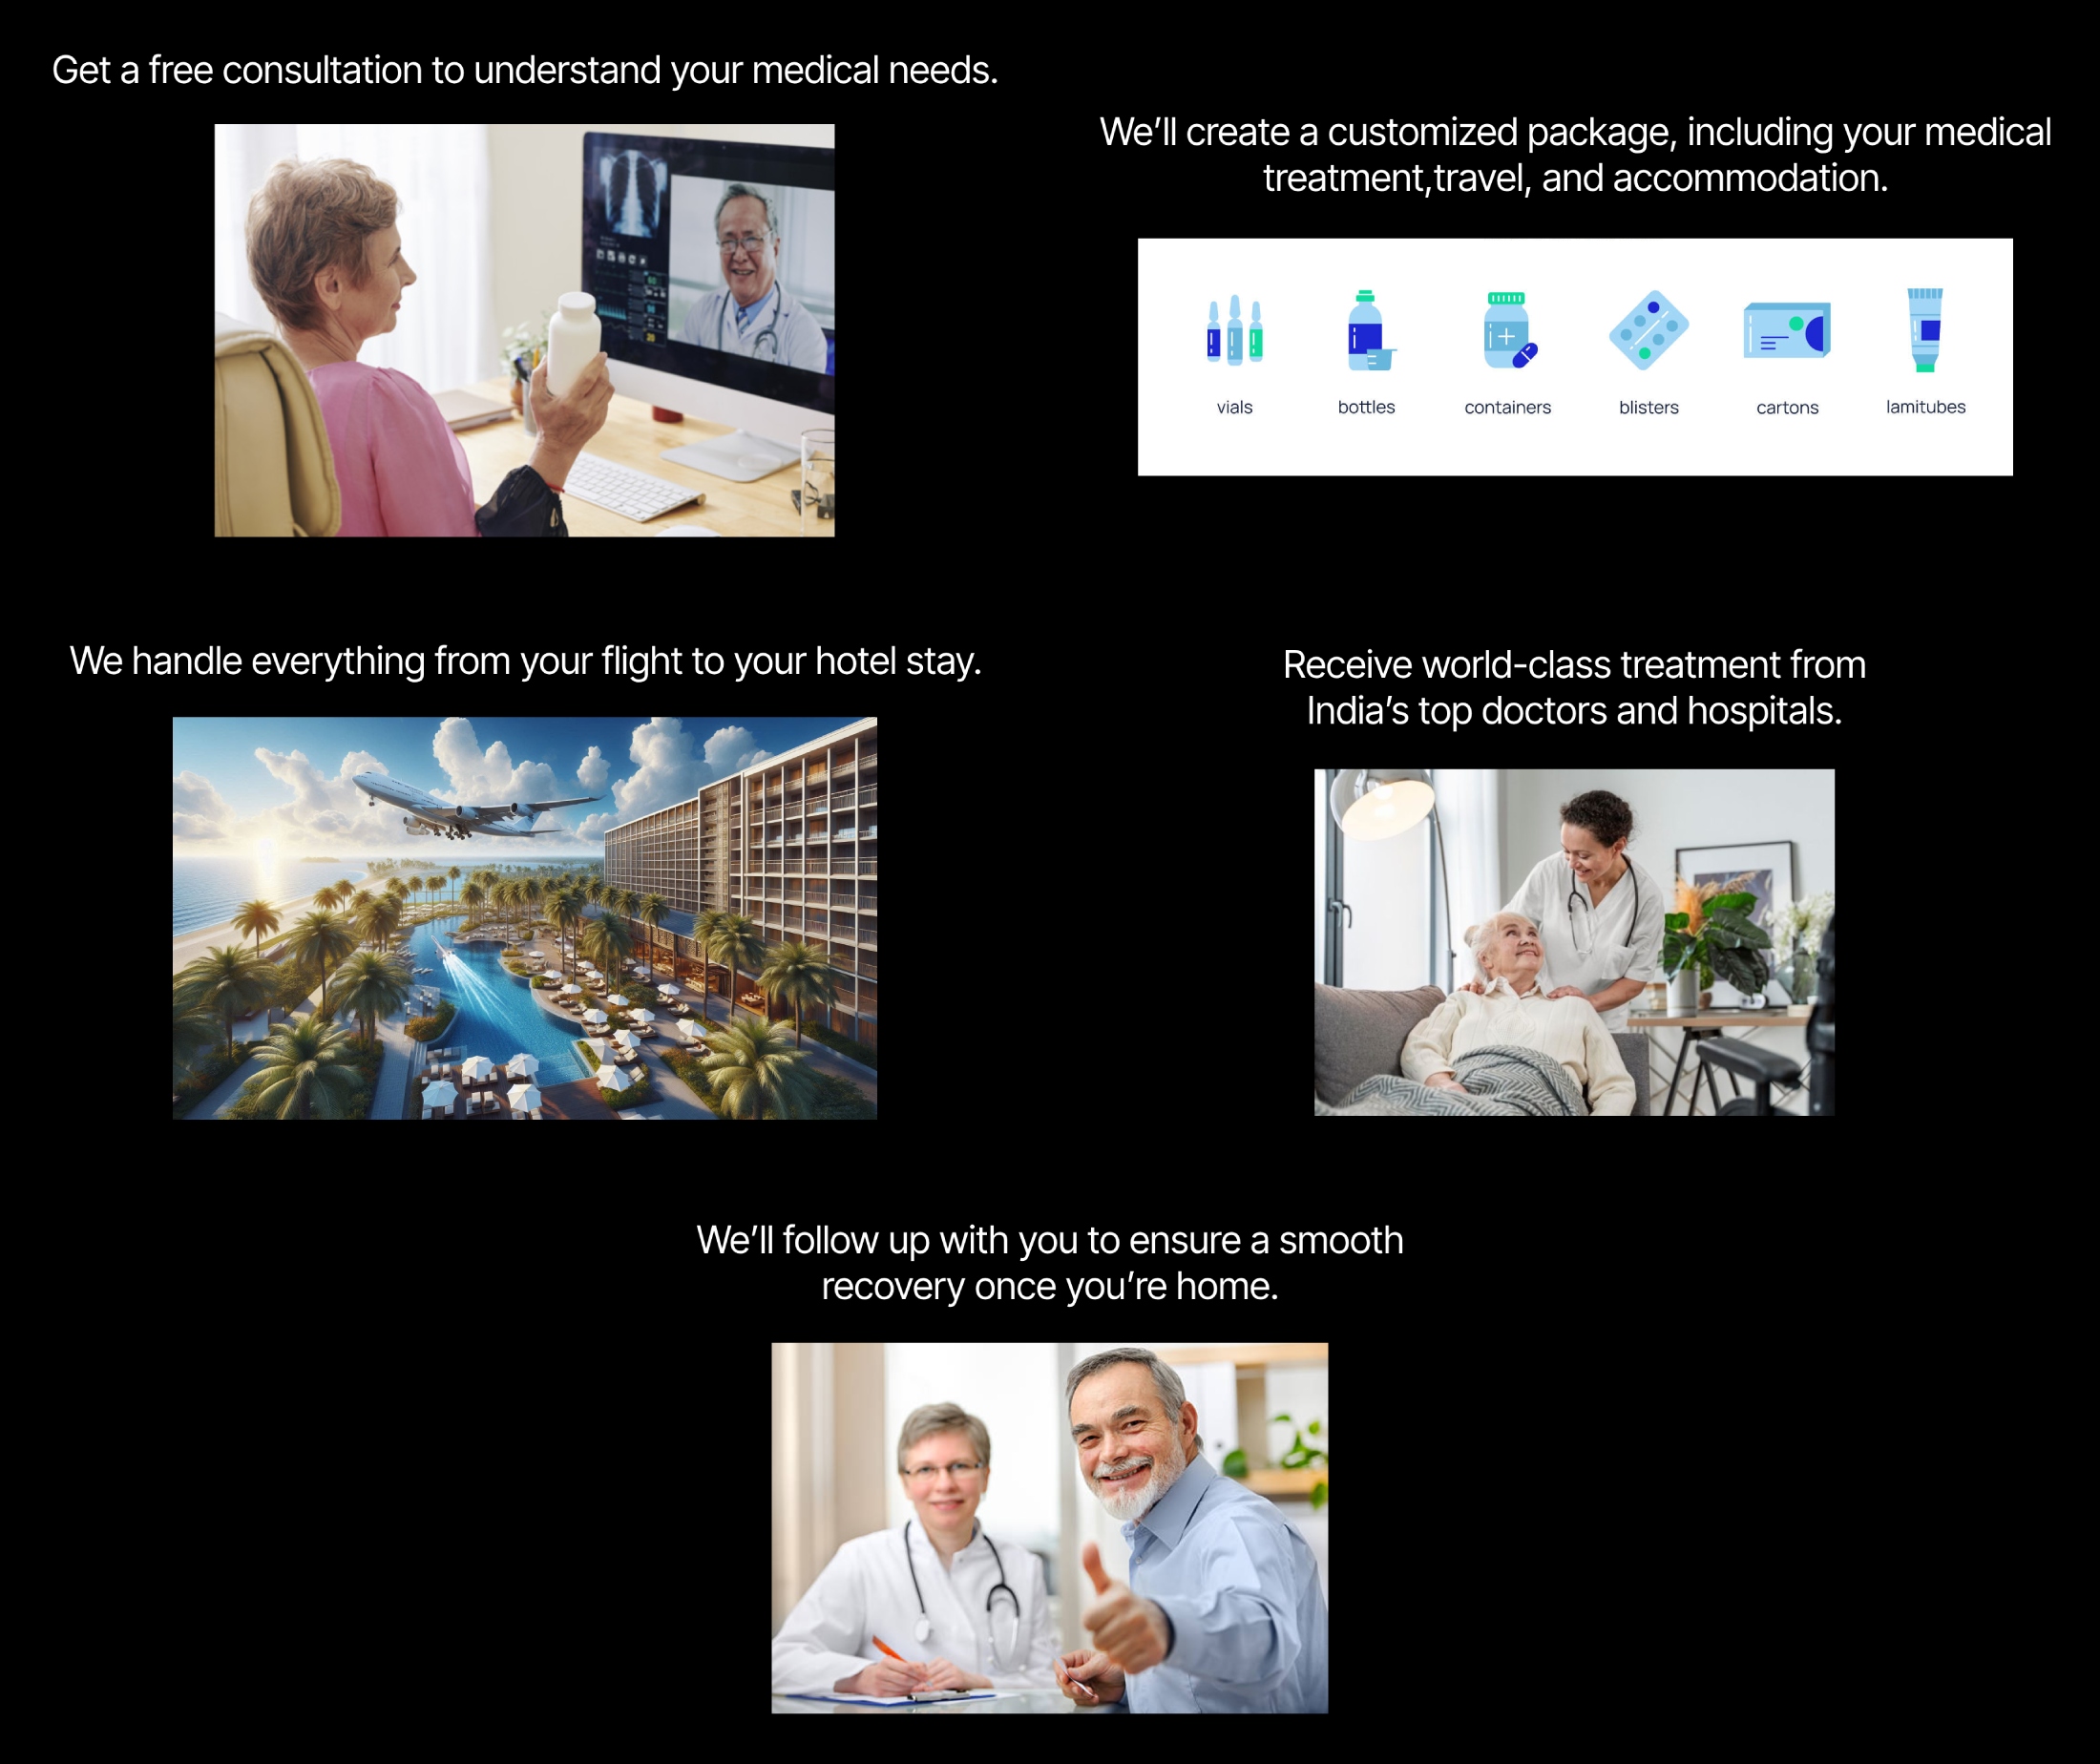 Get a free consultation to understand your medical needs.
We'll create a customized package, including your medical
treatment,travel, and accommodation.
vials
bottles
containers
blisters
cartons
lamitubes
We handle everything from your flight to your hotel stay.
Receive world-class treatment from
India's top doctors and hospitals.
We'll follow up with you to ensure a smooth
recovery once you're home.